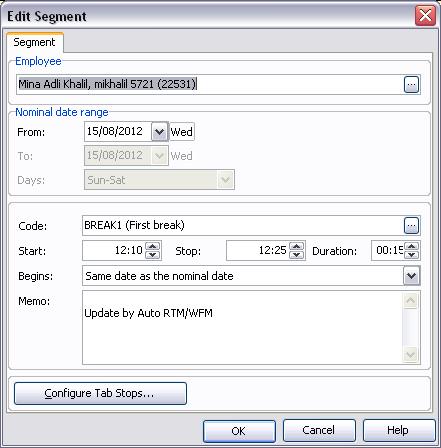 Edit Segment
Segment
Employee
Mina Adli Khalil, mikhalil 5721 (22531)
...
Nominal date range
From: 15/08/2012 Wed
To: 15/08/2012 Wed
Days: Sun-Sat
Code: BREAK1 (First break) ...
Start: 12:10 Stop: 12:25 Duration: 00:15
Begins: Same date as the nominal date
Memo:
Update by Auto RTM/WFM
Configure Tab Stops...
OK Cancel Help